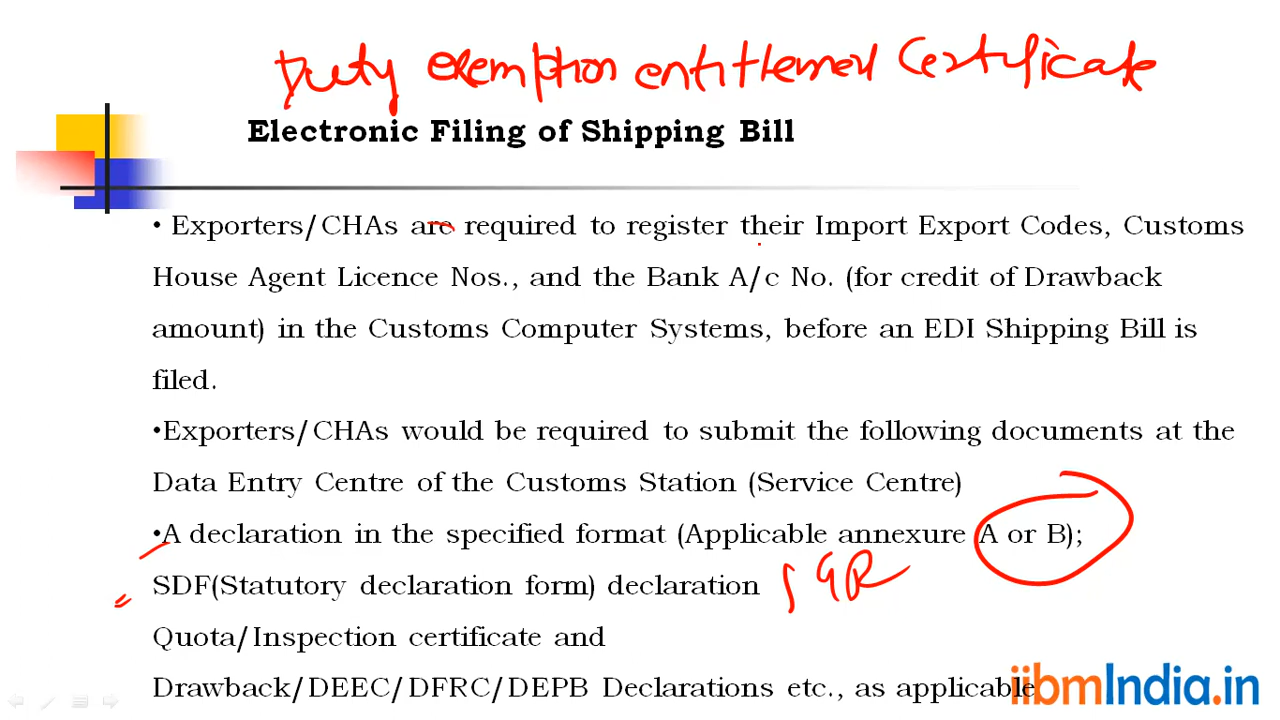 Duty exemption entitlement Certificate
Electronic Filing of Shipping Bill
• Exporters/CHAs are required to register their Import Export Codes, Customs
House Agent Licence Nos., and the Bank A/c No. (for credit of Drawback
amount) in the Customs Computer Systems, before an EDI Shipping Bill is
filed.
•Exporters/CHAs would be required to submit the following documents at the
Data Entry Centre of the Customs Station (Service Centre)
•A declaration in the specified format (Applicable annexure A or B);
SDF(Statutory declaration form) declaration / GR
Quota/Inspection certificate and
Drawback/DEEC/DFRC/DEPB Declarations etc., as applicable
iibmIndia.in